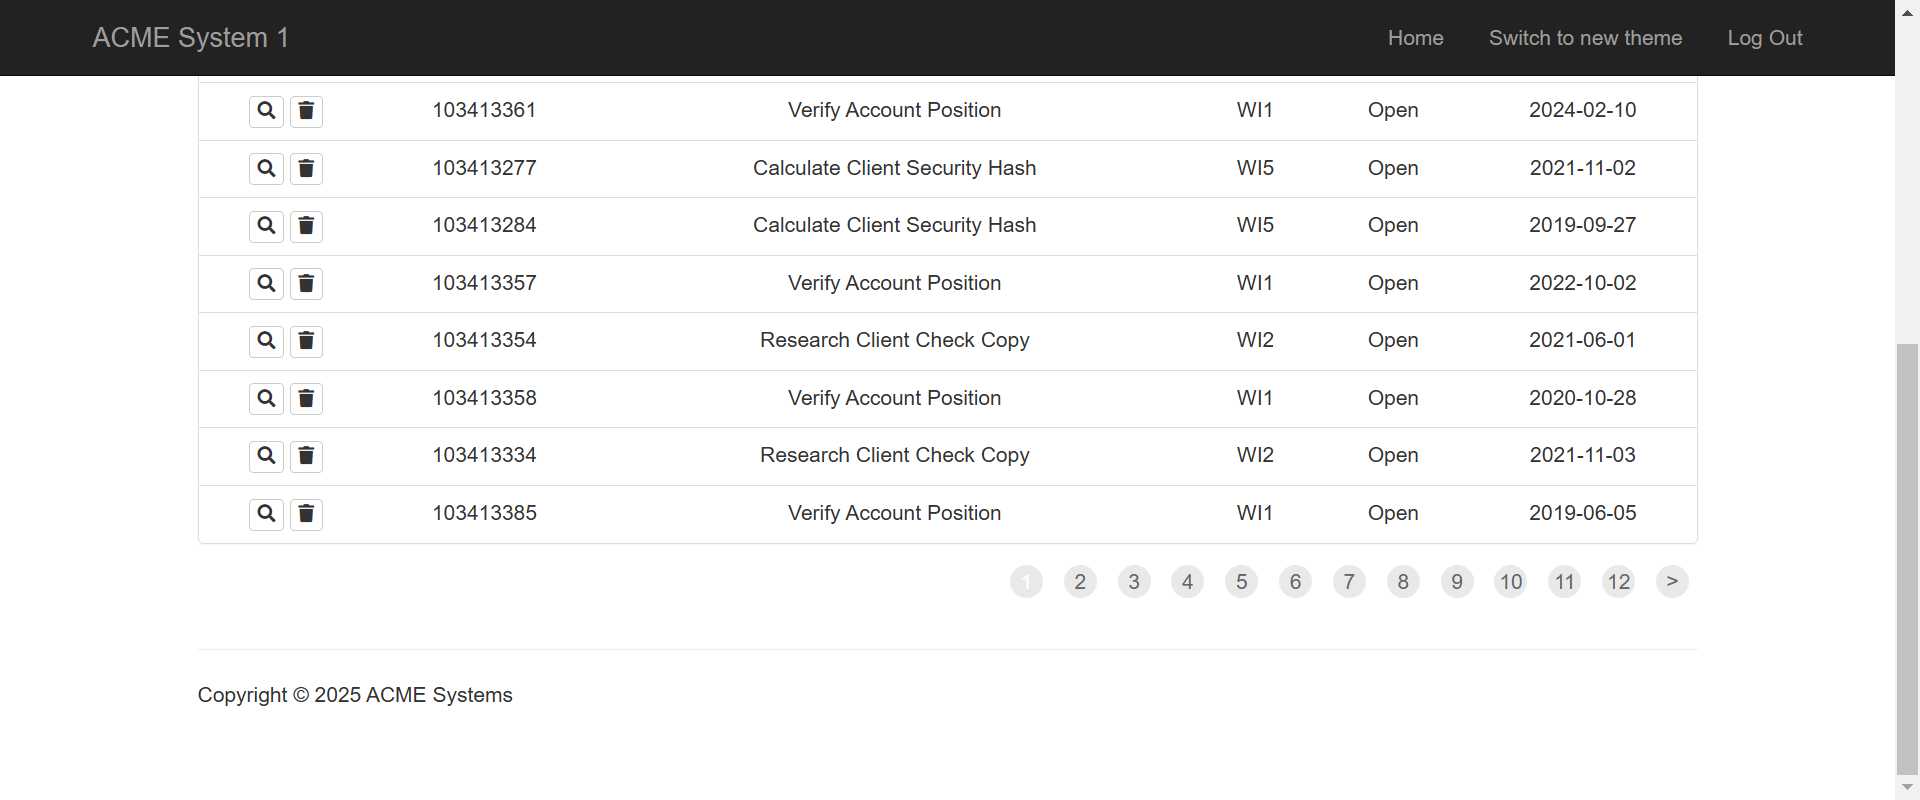 ACME System 1 Home Switch to new theme Log Out
103413361 Verify Account Position WI1 Open 2024-02-10
103413277 Calculate Client Security Hash WI5 Open 2021-11-02
103413284 Calculate Client Security Hash WI5 Open 2019-09-27
103413357 Verify Account Position WI1 Open 2022-10-02
103413354 Research Client Check Copy WI2 Open 2021-06-01
103413358 Verify Account Position WI1 Open 2020-10-28
103413334 Research Client Check Copy WI2 Open 2021-11-03
103413385 Verify Account Position WI1 Open 2019-06-05
1 2 3 4 5 6 7 8 9 10 11 12 >
Copyright © 2025 ACME Systems